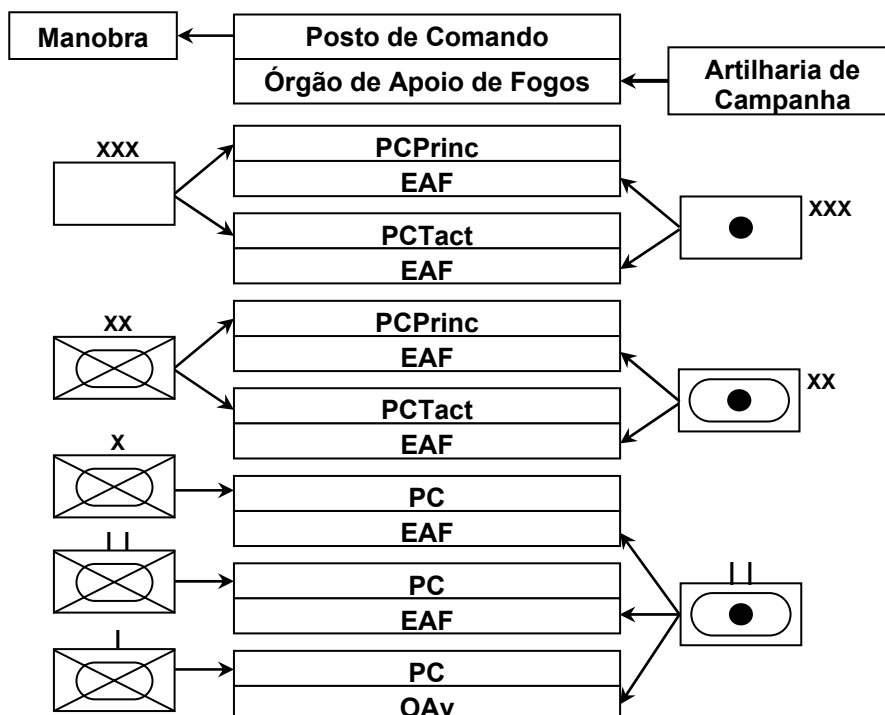 Manobra
Posto de Comando
Órgão de Apoio de Fogos
Artilharia de
Campanha
XXX
PCPrinc
EAF
PCTact
EAF
XXX
XX
PCPrinc
EAF
PCTact
EAF
XX
X
PC
EAF
I I
PC
EAF
I I
I
PC
OAv